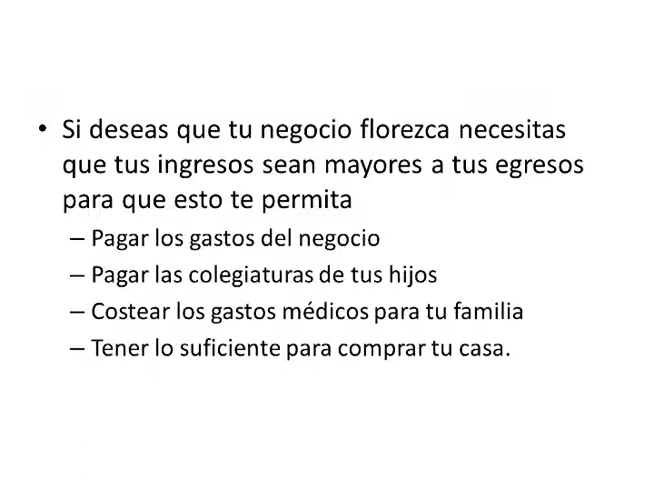 • Si deseas que tu negocio florezca necesitas
que tus ingresos sean mayores a tus egresos
para que esto te permita
– Pagar los gastos del negocio
– Pagar las colegiaturas de tus hijos
– Costear los gastos médicos para tu familia
– Tener lo suficiente para comprar tu casa.